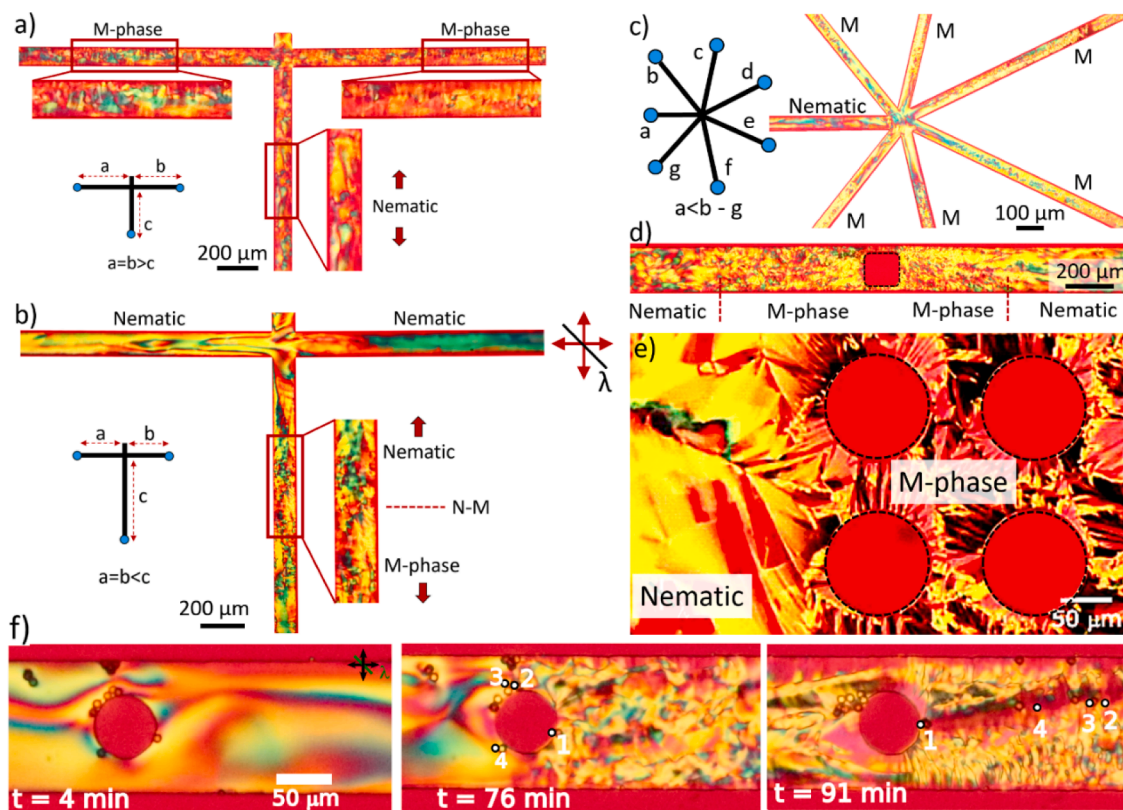 a)
M-phase
M-phase
a
b
c
a=b>c
Nematic
200 μm
b)
Nematic
Nematic
λ
a
b
c
a=b<c
Nematic
N-M
M-phase
200 μm
c)
c
b
d
a
e
g
f
a<b - g
Nematic
M
M
M
M
M
M
100 μm
d)
200 μm
Nematic
M-phase
M-phase
Nematic
e)
M-phase
Nematic
50 μm
f)
λ
50 μm
t = 4 min
3
2
1
4
t = 76 min
1
4
3
2
t = 91 min